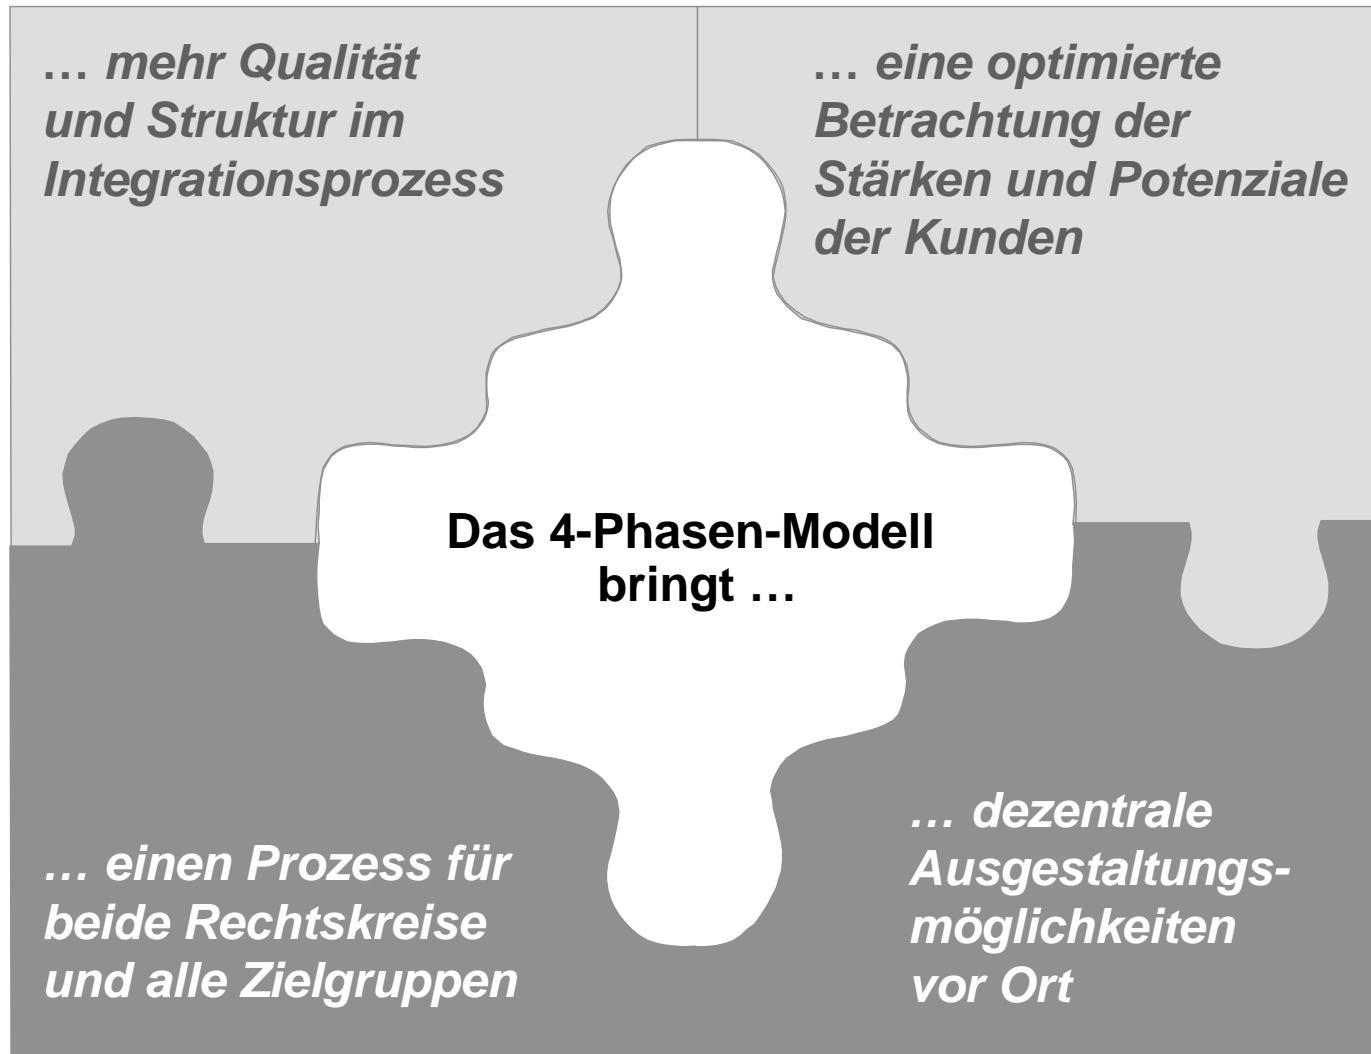 … mehr Qualität
und Struktur im
Integrationsprozess
… eine optimierte
Betrachtung der
Stärken und Potenziale
der Kunden
Das 4-Phasen-Modell
bringt …
… einen Prozess für
beide Rechtskreise
und alle Zielgruppen
… dezentrale
Ausgestaltungs-
möglichkeiten
vor Ort